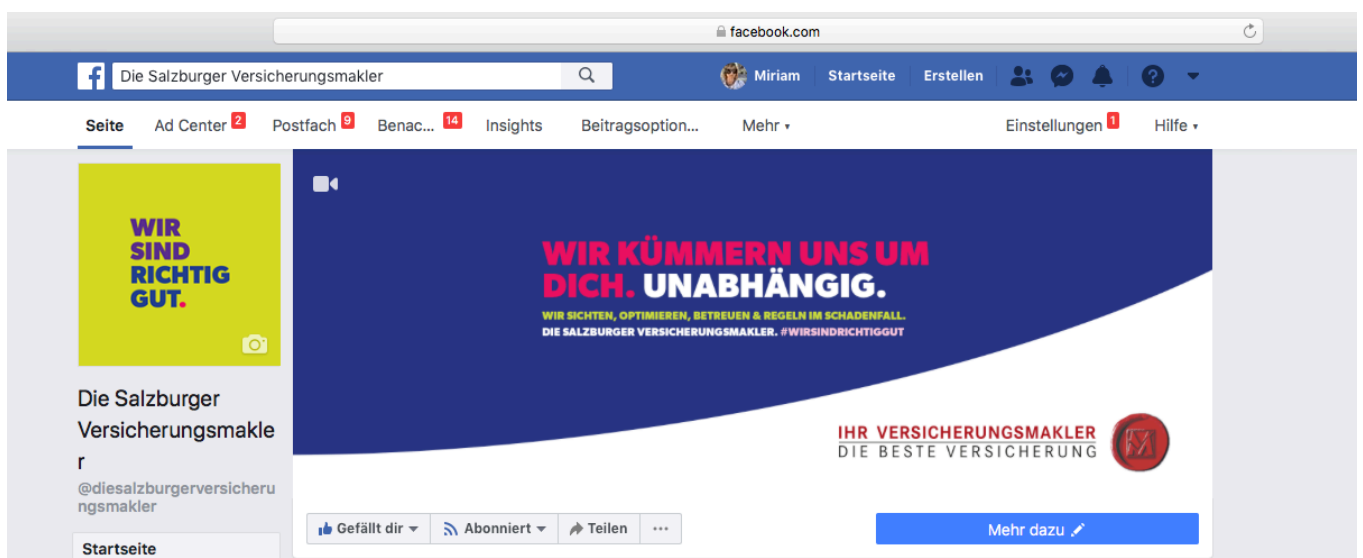 facebook.com
f Die Salzburger Versicherungsmakler Miriam Startseite Erstellen ?
Seite Ad Center 2 Postfach 9 Benac... 14 Insights Beitragsoption... Mehr Einstellungen 1 Hilfe
WIR
SIND
RICHTIG
GUT.
WIR KÜMMERN UNS UM
DICH. UNABHÄNGIG.
WIR SICHTEN, OPTIMIEREN, BETREUEN & REGELN IM SCHADENFALL.
DIE SALZBURGER VERSICHERUNGSMAKLER. #WIRSINDRICHTIGGUT
IHR VERSICHERUNGSMAKLER
DIE BESTE VERSICHERUNG
Die Salzburger
Versicherungsmakle
r
@diesalzburgerversicheru
ngsmakler
Gefällt dir Abonniert Teilen ... Mehr dazu
Startseite